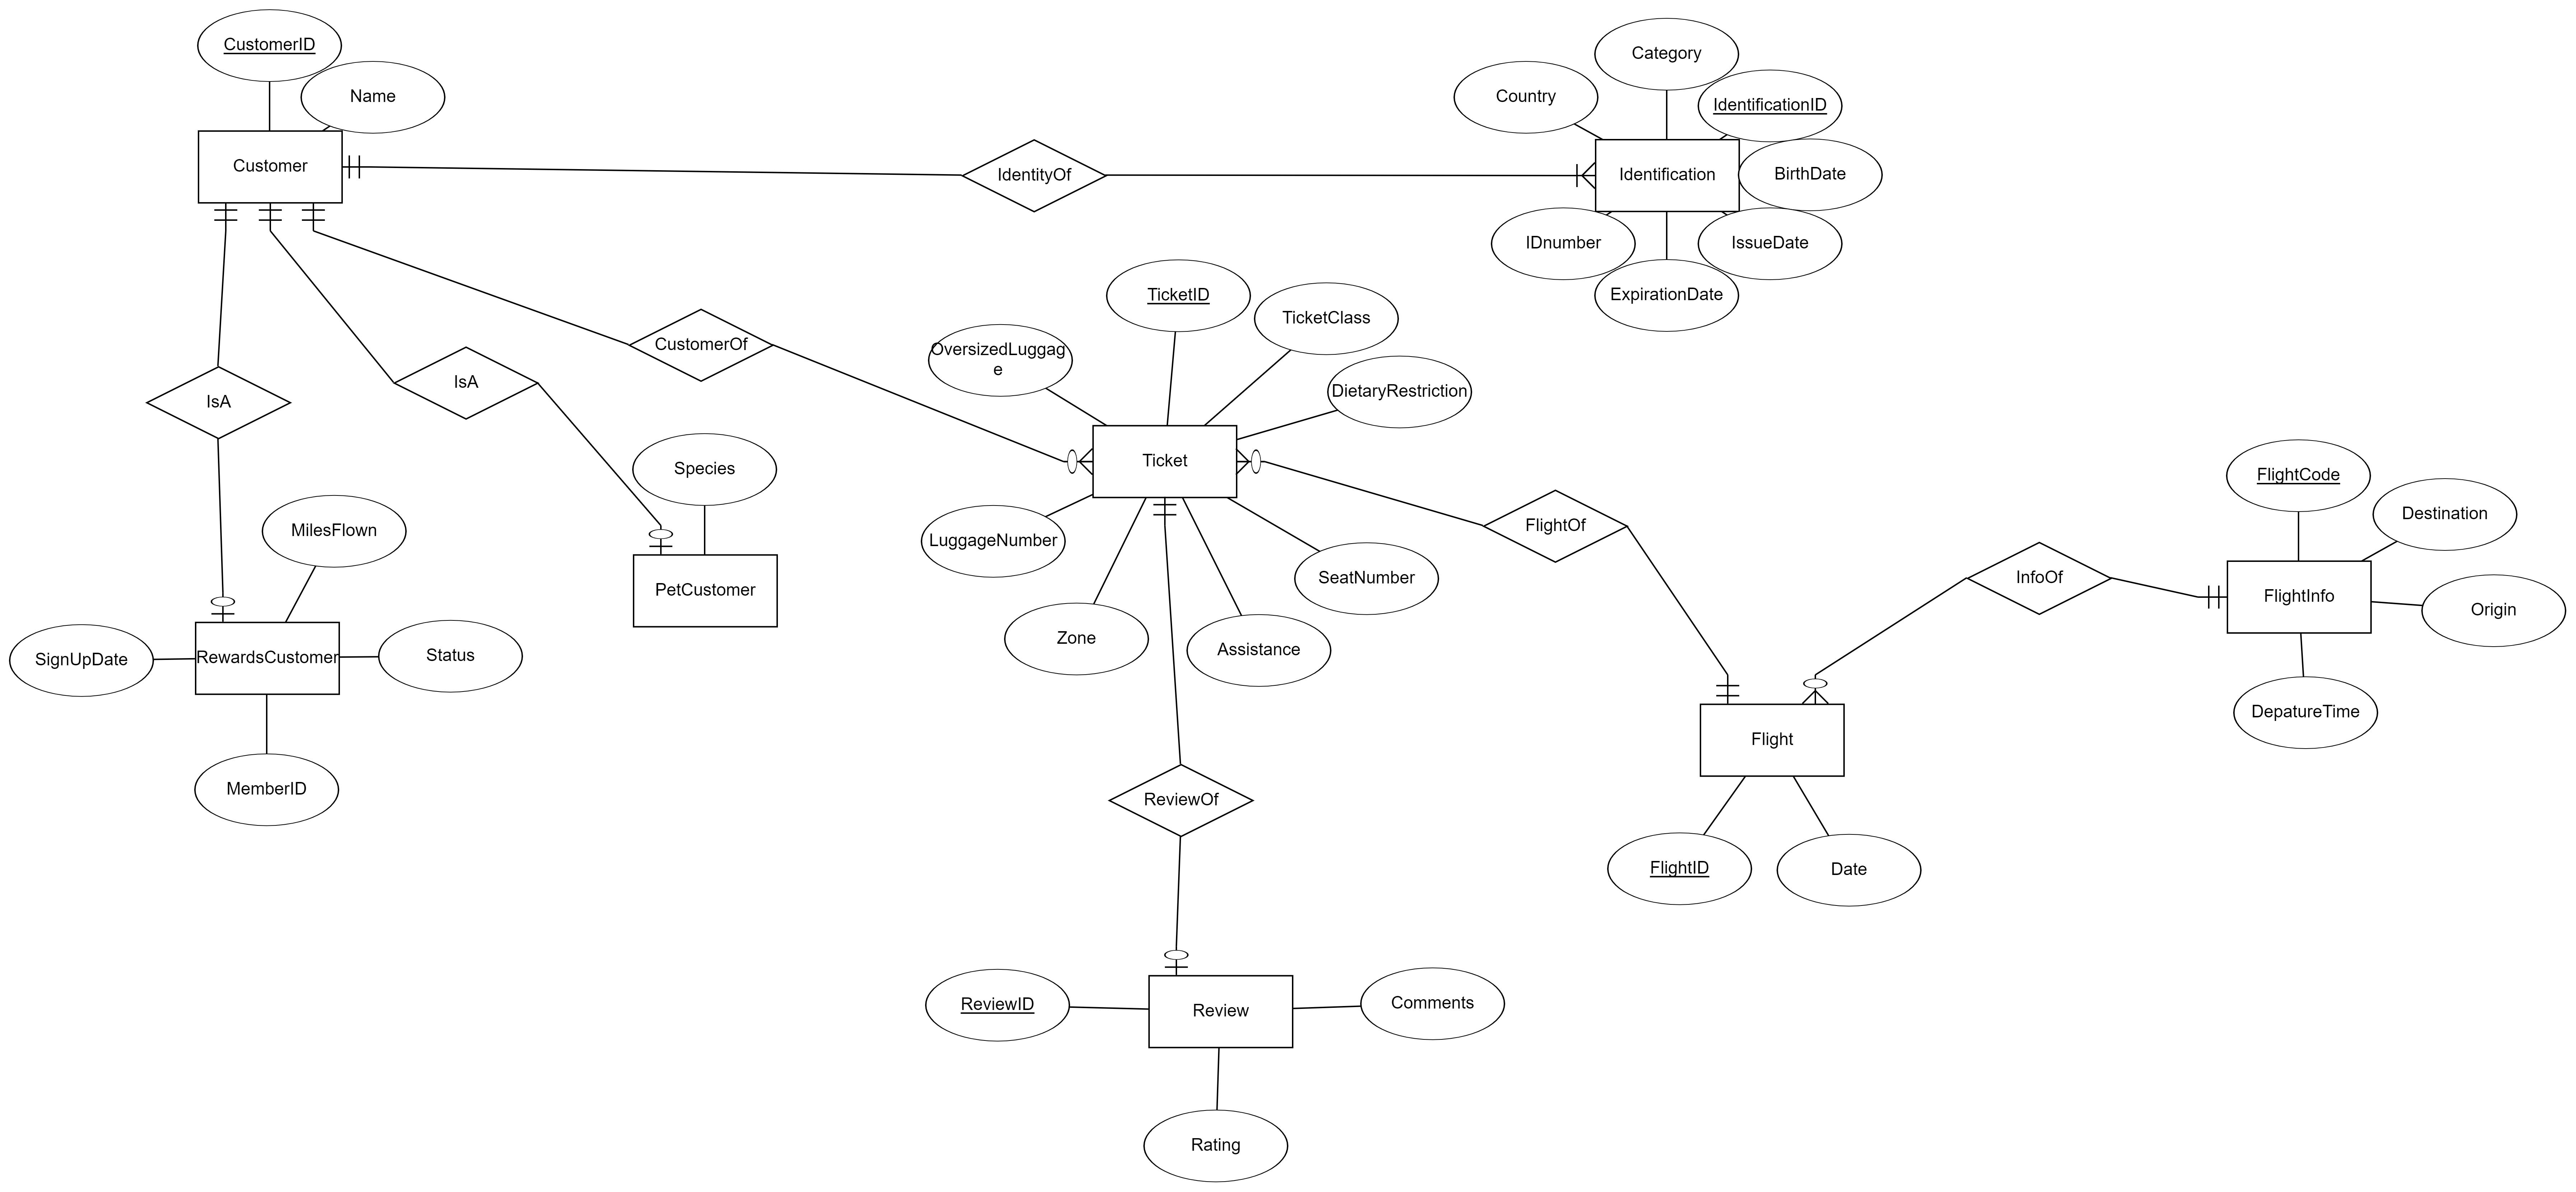 CustomerID
Name
Customer
IdentityOf
Country
Category
IdentificationID
Identification
BirthDate
IDnumber
IssueDate
ExpirationDate
IsA
IsA
CustomerOf
TicketID
TicketClass
OversizedLuggag
e
DietaryRestriction
Ticket
LuggageNumber
Zone
Assistance
SeatNumber
Species
PetCustomer
MilesFlown
SignUpDate
RewardsCustomer
Status
MemberID
FlightOf
InfoOf
FlightCode
Destination
FlightInfo
Origin
DepatureTime
Flight
FlightID
Date
ReviewOf
ReviewID
Review
Comments
Rating